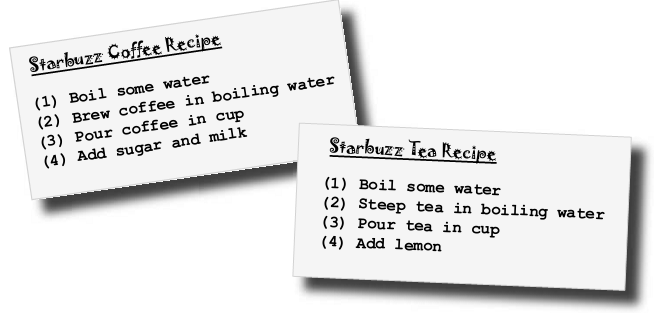 Starbuzz Coffee Recipe
(1) Boil some water
(2) Brew coffee in boiling water
(3) Pour coffee in cup
(4) Add sugar and milk
Starbuzz Tea Recipe
(1) Boil some water
(2) Steep tea in boiling water
(3) Pour tea in cup
(4) Add lemon